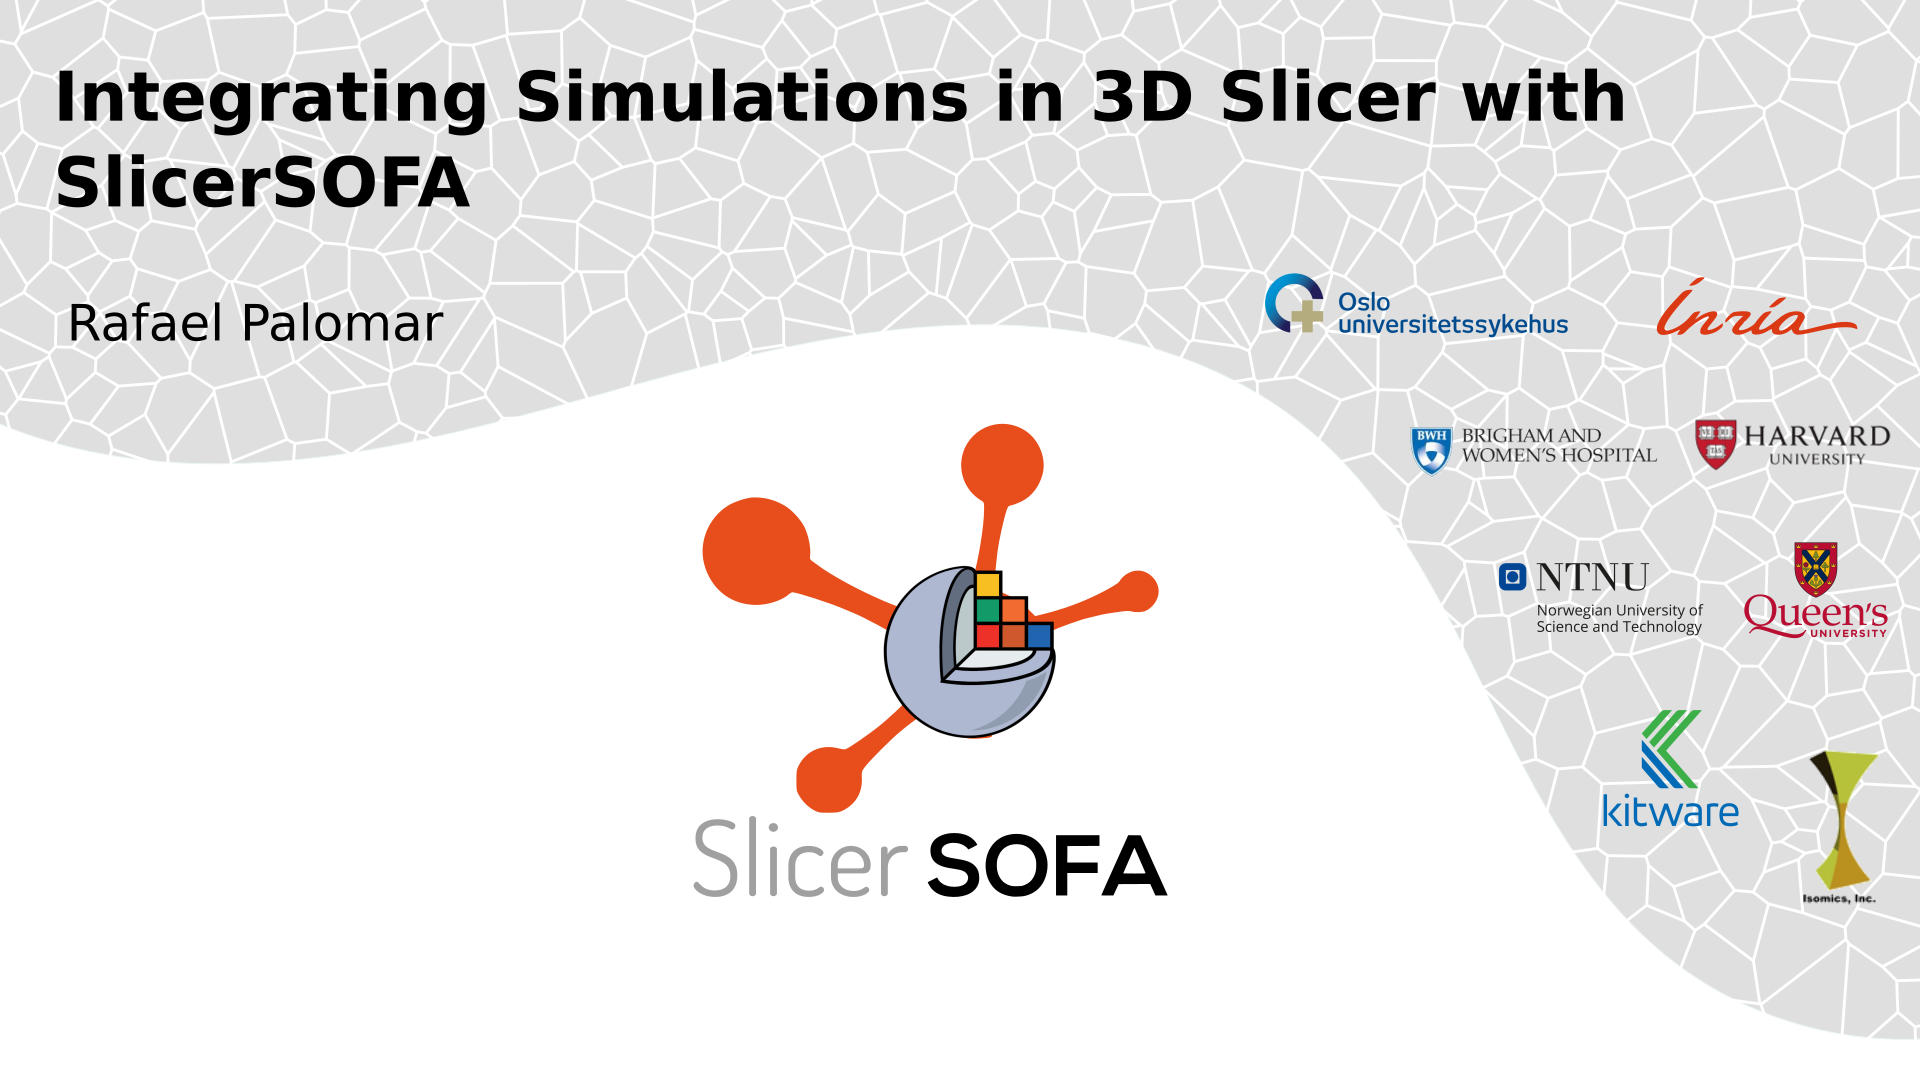 Integrating Simulations in 3D Slicer with
SlicerSOFA
Rafael Palomar
Oslo
universitetssykehus
Inria
BWH
BRIGHAM AND
WOMEN'S HOSPITAL
HARVARD
UNIVERSITY
NTNU
Norwegian University of
Science and Technology
Queen's
UNIVERSITY
kitware
Isomics, Inc.
Slicer SOFA